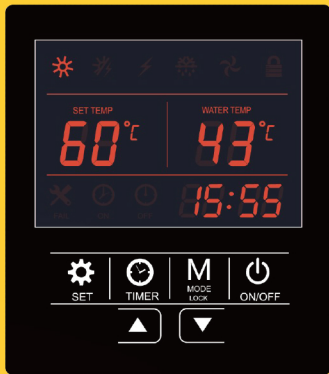 SET TEMP WATER TEMP
60°C 43°C
15:55
SET TIMER M ON/OFF
MODE
LOCK